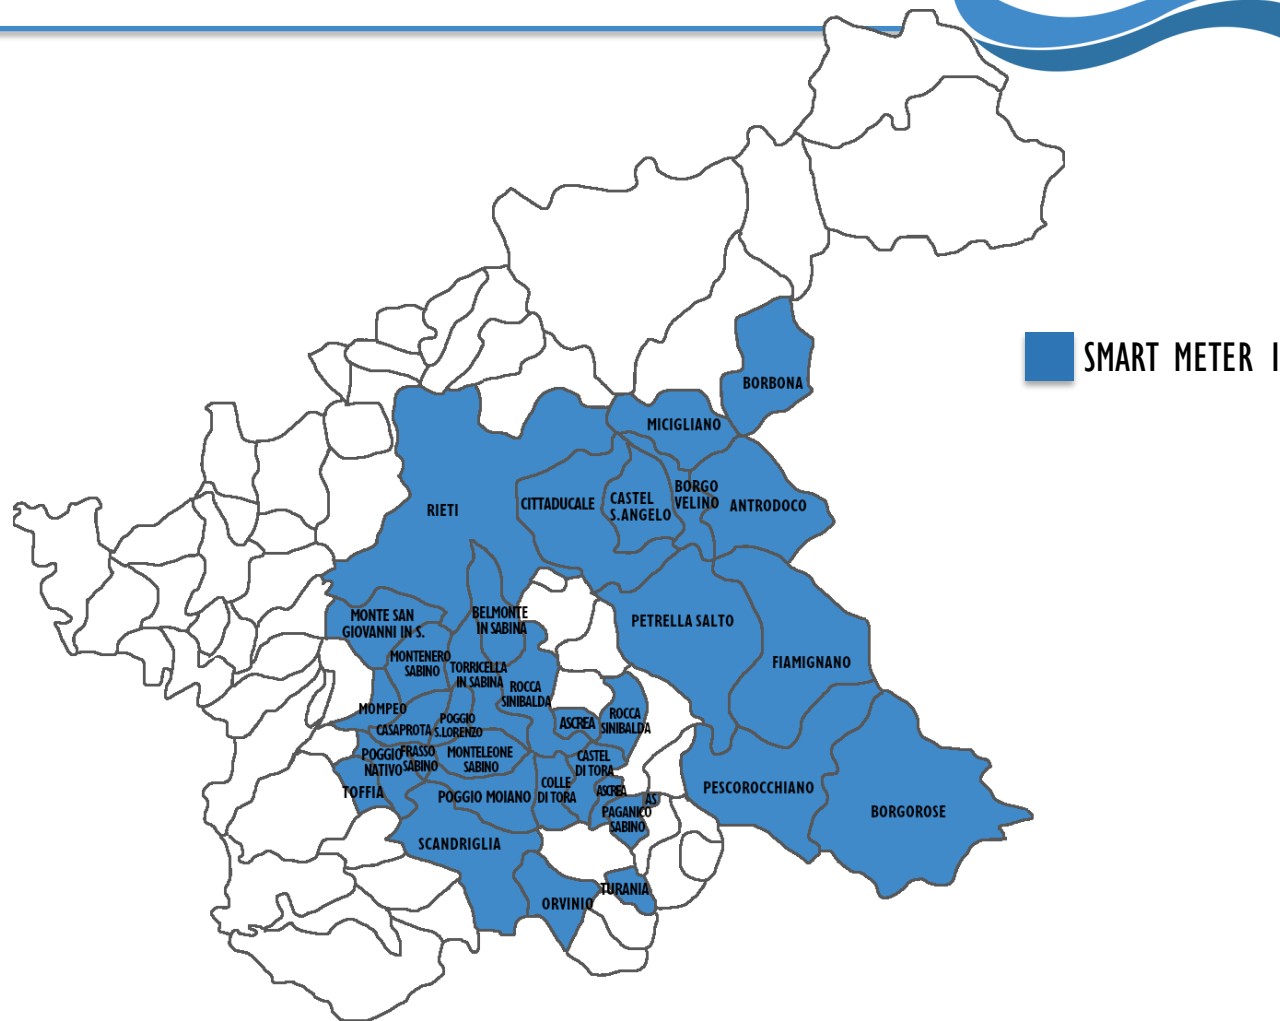 BORBONA
SMART METER I
MICIGLIANO
RIETI
CITTADUCALE
CASTEL
S.ANGELO
BORGO
VELINO
ANTRODOCO
MONTE SAN
GIOVANNI IN S.
BELMONTE
IN SABINA
PETRELLA SALTO
FIAMIGNANO
MONTENERO
SABINO
TORRICELLA
IN SABINA
ROCCA
SINIBALDA
MOMPEO
CASAPROTA
POGGIO
S.LORENZO
ASCREA
ROCCA
SINIBALDA
POGGIO
NATIVO
FRASSO
SABINO
MONTELEONE
SABINO
CASTEL
DI TORA
TOFFIA
POGGIO MOIANO
COLLE
DI TORA
ASCREA
AS
PAGANICO
SABINO
PESCOROCCHIANO
BORGOROSE
SCANDRIGLIA
ORVINIO
TURANIA